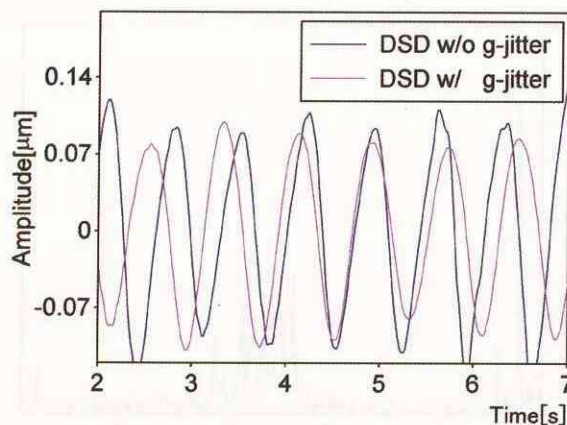 DSD w/o g-jitter
DSD w/ g-jitter
Amplitude[μm]
0.14
0.07
0
-0.07
2 3 4 5 6 7
Time[s]